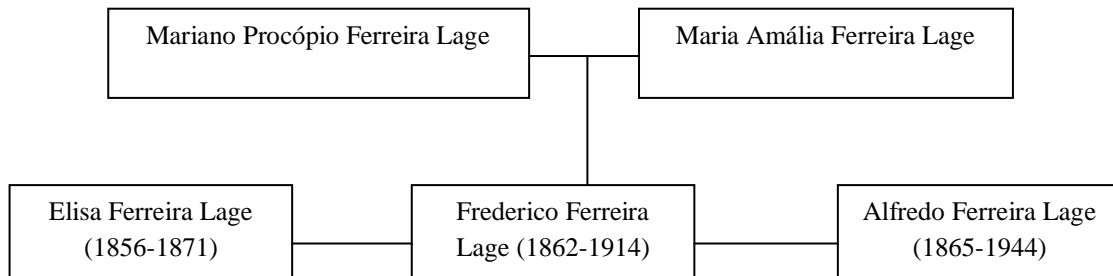 Mariano Procópio Ferreira Lage
Maria Amália Ferreira Lage
Elisa Ferreira Lage
(1856-1871)
Frederico Ferreira
Lage (1862-1914)
Alfredo Ferreira Lage
(1865-1944)